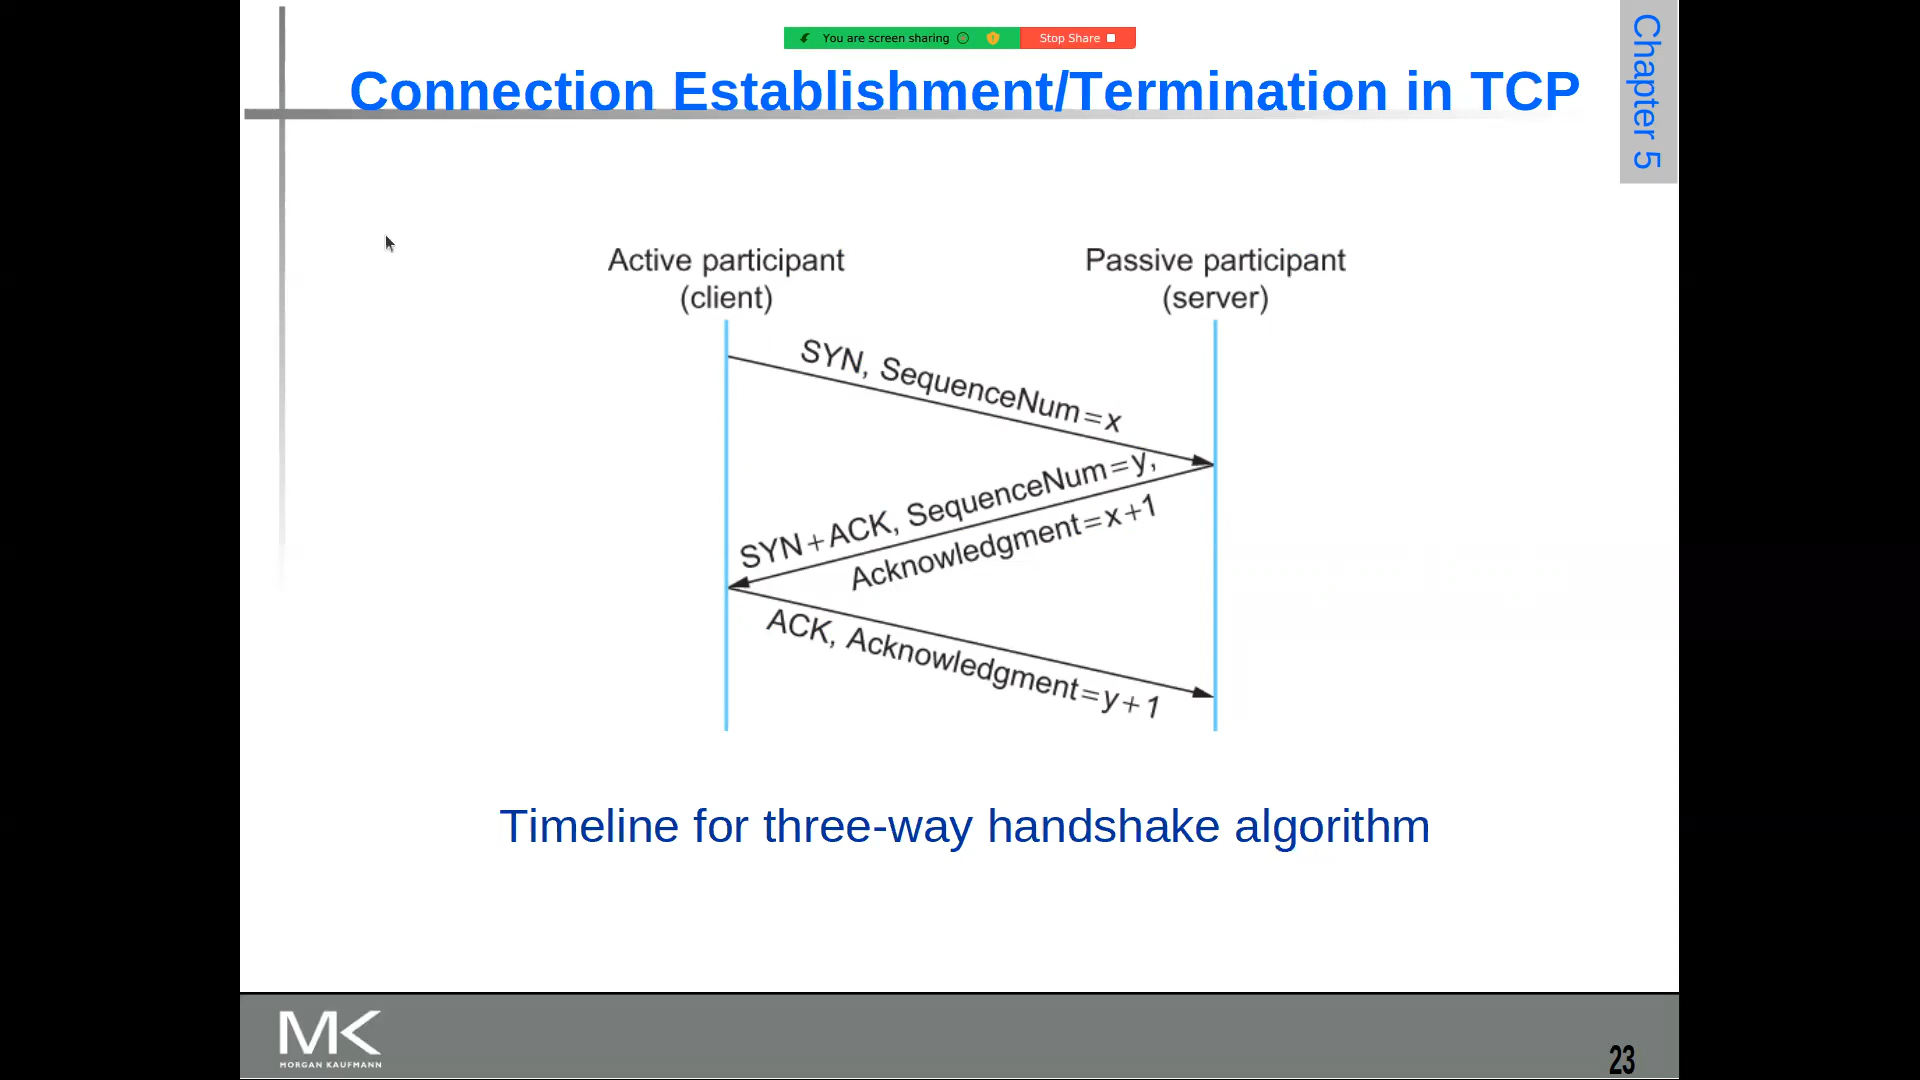 You are screen sharing
Stop Share
Connection Establishment/Termination in TCP
Chapter 5
Active participant
(client)
Passive participant
(server)
SYN, SequenceNum=x
SYN+ACK, SequenceNum=y,
Acknowledgment=x+1
ACK, Acknowledgment=y+1
Timeline for three-way handshake algorithm
MK
MORGAN KAUFMANN
23